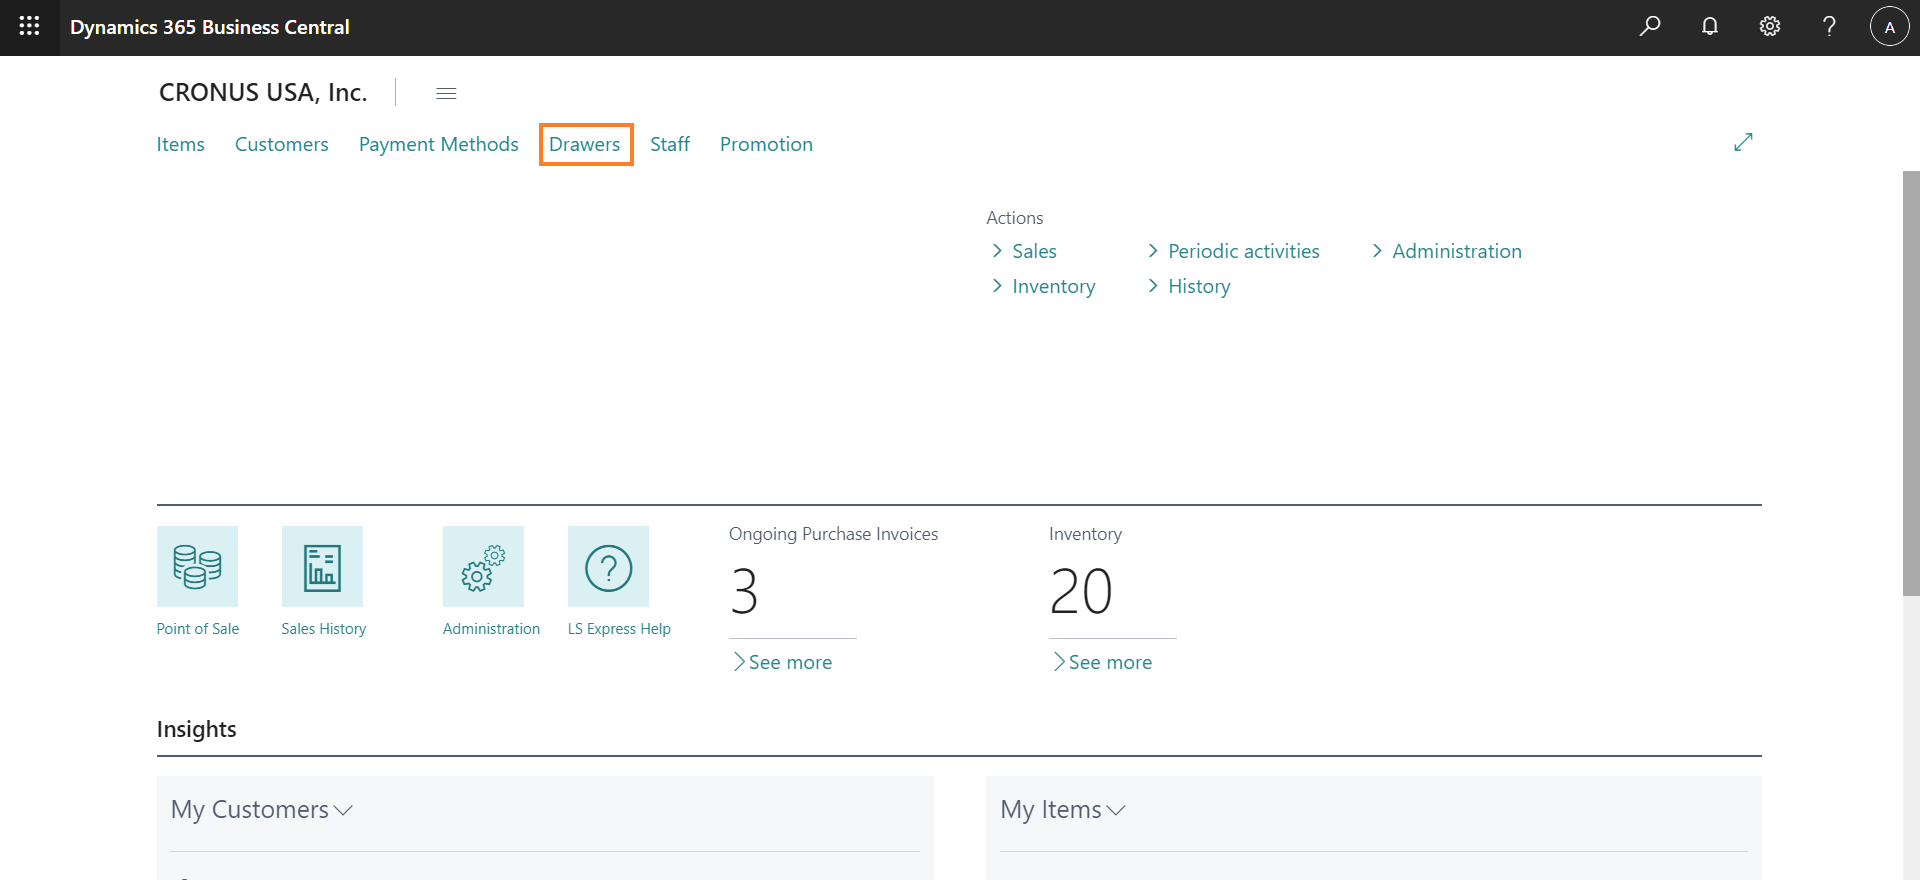 Dynamics 365 Business Central
A
CRONUS USA, Inc.
Items Customers Payment Methods Drawers Staff Promotion
Actions
Sales Periodic activities Administration
Inventory History
Ongoing Purchase Invoices Inventory
3 20
Point of Sale Sales History Administration LS Express Help
See more See more
Insights
My Customers My Items